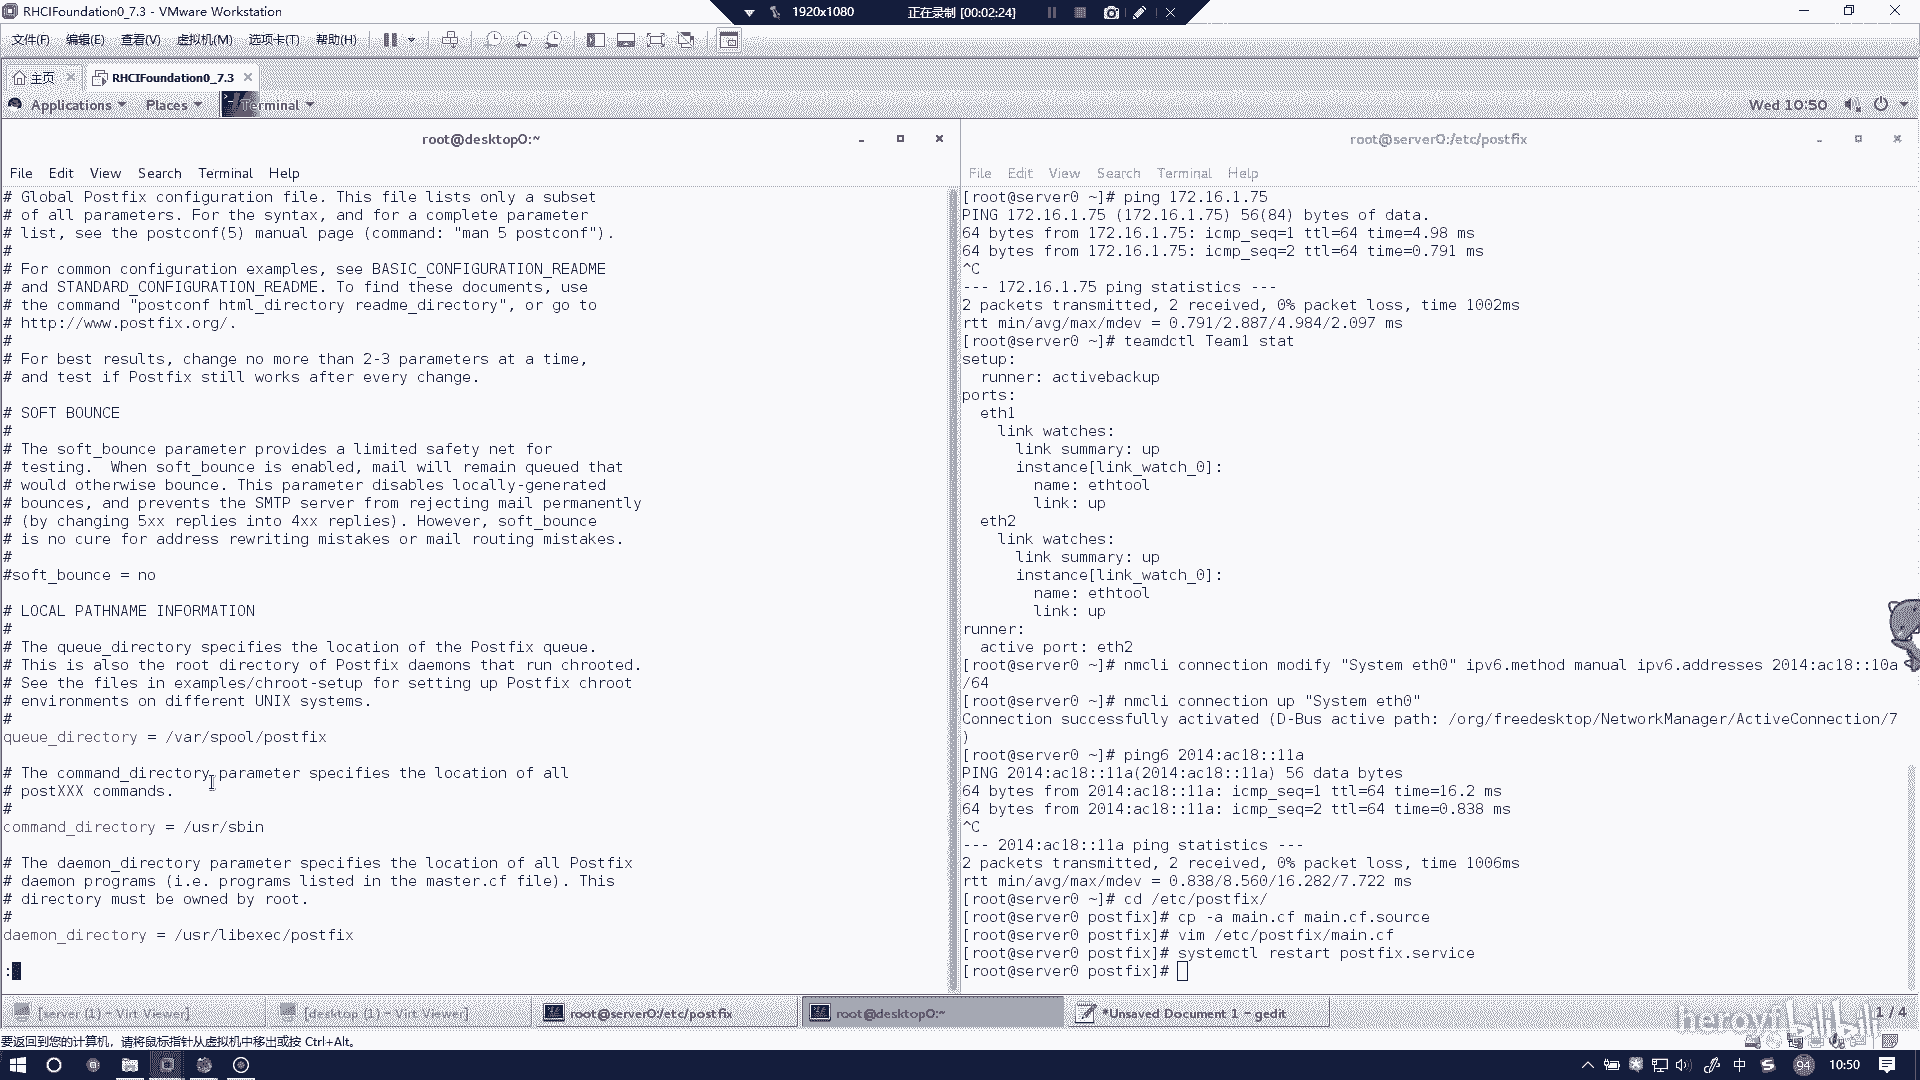 RHCIFoundation0_7.3 - VMware Workstation
1920x1080
正在录制 [00:02:24]
文件(F) 编辑(E) 查看(V) 虚拟机(M) 选项卡(T) 帮助(H)
主页
RHCIFoundation0_7.3
Applications Places Terminal
Wed 10:50
root@desktop0:~
File Edit View Search Terminal Help
# Global Postfix configuration file. This file lists only a subset
# of all parameters. For the syntax, and for a complete parameter
# list, see the postconf(5) manual page (command: "man 5 postconf").
#
# For common configuration examples, see BASIC_CONFIGURATION_README
# and STANDARD_CONFIGURATION_README. To find these documents, use
# the command "postconf html_directory readme_directory", or go to
# http://www.postfix.org/.
#
# For best results, change no more than 2-3 parameters at a time,
# and test if Postfix still works after every change.
# SOFT BOUNCE
#
# The soft_bounce parameter provides a limited safety net for
# testing.  When soft_bounce is enabled, mail will remain queued that
# would otherwise bounce. This parameter disables locally-generated
# bounces, and prevents the SMTP server from rejecting mail permanently
# (by changing 5xx replies into 4xx replies). However, soft_bounce
# is no cure for address rewriting mistakes or mail routing mistakes.
#
#soft_bounce = no
# LOCAL PATHNAME INFORMATION
#
# The queue_directory specifies the location of the Postfix queue.
# This is also the root directory of Postfix daemons that run chrooted.
# See the files in examples/chroot-setup for setting up Postfix chroot
# environments on different UNIX systems.
#
queue_directory = /var/spool/postfix
# The command_directory parameter specifies the location of all
# postXXX commands.
#
command_directory = /usr/sbin
# The daemon_directory parameter specifies the location of all Postfix
# daemon programs (i.e. programs listed in the master.cf file). This
# directory must be owned by root.
#
daemon_directory = /usr/libexec/postfix
:
root@server0:/etc/postfix
File Edit View Search Terminal Help
[root@server0 ~]# ping 172.16.1.75
PING 172.16.1.75 (172.16.1.75) 56(84) bytes of data.
64 bytes from 172.16.1.75: icmp_seq=1 ttl=64 time=4.98 ms
64 bytes from 172.16.1.75: icmp_seq=2 ttl=64 time=0.791 ms
^C
--- 172.16.1.75 ping statistics ---
2 packets transmitted, 2 received, 0% packet loss, time 1002ms
rtt min/avg/max/mdev = 0.791/2.887/4.984/2.097 ms
[root@server0 ~]# teamdctl Team1 stat
setup:
  runner: activebackup
ports:
  eth1
    link watches:
      link summary: up
      instance[link_watch_0]:
        name: ethtool
        link: up
  eth2
    link watches:
      link summary: up
      instance[link_watch_0]:
        name: ethtool
        link: up
runner:
  active port: eth2
[root@server0 ~]# nmcli connection modify "System eth0" ipv6.method manual ipv6.addresses 2014:ac18::10a
/64
[root@server0 ~]# nmcli connection up "System eth0"
Connection successfully activated (D-Bus active path: /org/freedesktop/NetworkManager/ActiveConnection/7
)
[root@server0 ~]# ping6 2014:ac18::11a
PING 2014:ac18::11a(2014:ac18::11a) 56 data bytes
64 bytes from 2014:ac18::11a: icmp_seq=1 ttl=64 time=16.2 ms
64 bytes from 2014:ac18::11a: icmp_seq=2 ttl=64 time=0.838 ms
^C
--- 2014:ac18::11a ping statistics ---
2 packets transmitted, 2 received, 0% packet loss, time 1006ms
rtt min/avg/max/mdev = 0.838/8.560/16.282/7.722 ms
[root@server0 ~]# cd /etc/postfix/
[root@server0 postfix]# cp -a main.cf main.cf.source
[root@server0 postfix]# vim /etc/postfix/main.cf
[root@server0 postfix]# systemctl restart postfix.service
[root@server0 postfix]#
[server (1) - Virt Viewer]
[desktop (1) - Virt Viewer]
root@server0:/etc/postfix
root@desktop0:~
*Unsaved Document 1 - gedit
1 / 4
bilibili
要返回到您的计算机，请将鼠标指针从虚拟机中移出或按 Ctrl+Alt。
中
94
10:50